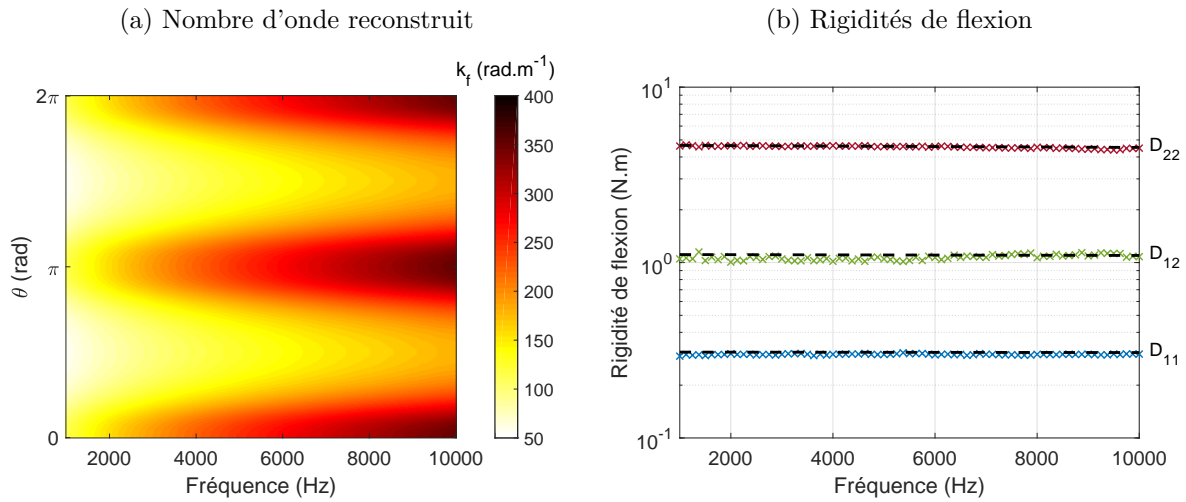 (a) Nombre d'onde reconstruit
k_f (rad.m^-1)
2π
π
0
θ (rad)
2000 4000 6000 8000 10000
Fréquence (Hz)
400
350
300
250
200
150
100
50
(b) Rigidités de flexion
10^1
10^0
10^-1
Rigidité de flexion (N.m)
D_22
D_12
D_11
2000 4000 6000 8000 10000
Fréquence (Hz)